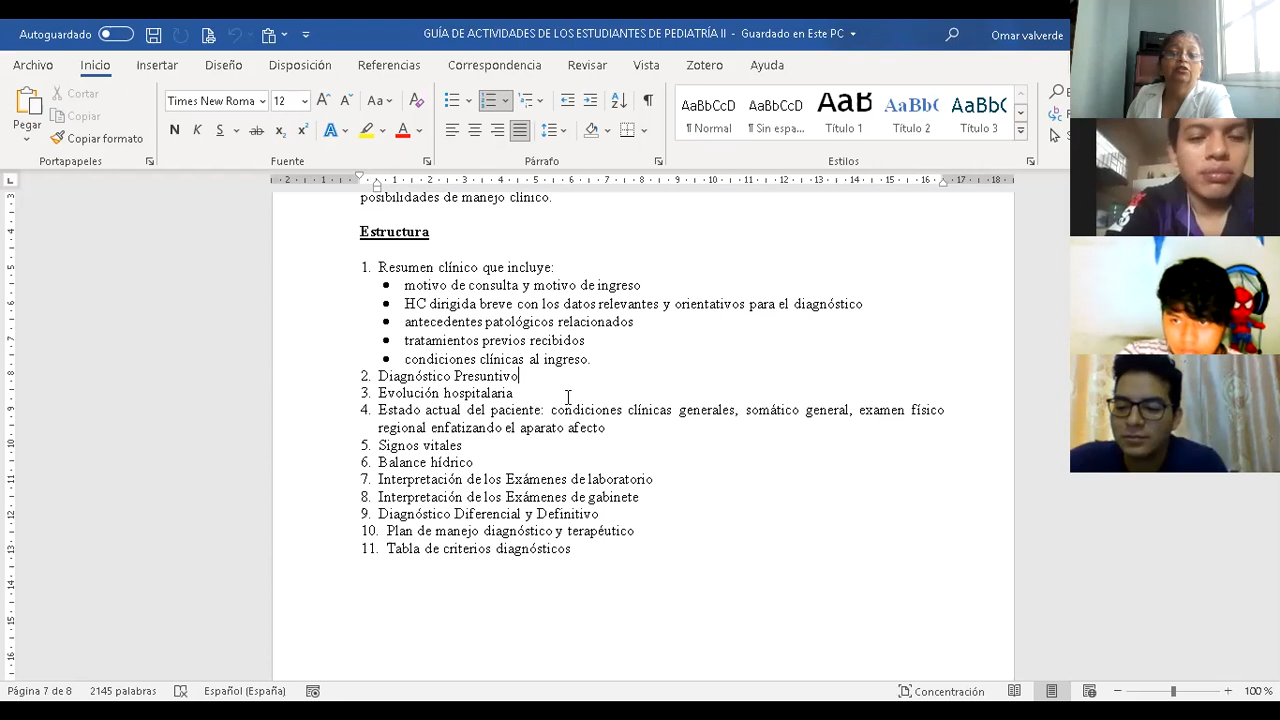 Autoguardado
GUÍA DE ACTIVIDADES DE LOS ESTUDIANTES DE PEDIATRÍA II - Guardado en Este PC
Omar valverde
Archivo Inicio Insertar Diseño Disposición Referencias Correspondencia Revisar Vista Zotero Ayuda
Pegar
Cortar
Copiar
Copiar formato
Portapapeles
Times New Roma 12
N K S ab x₂ x²
Fuente
Párrafo
AaBbCcD AaBbCcD AaB AaBbC AaBbCc
¶ Normal ¶ Sin espa... Título 1 Título 2 Título 3
Estilos
posibilidades de manejo clínico.
Estructura
1. Resumen clínico que incluye:
• motivo de consulta y motivo de ingreso
• HC dirigida breve con los datos relevantes y orientativos para el diagnóstico
• antecedentes patológicos relacionados
• tratamientos previos recibidos
• condiciones clínicas al ingreso.
2. Diagnóstico Presuntivo
3. Evolución hospitalaria
4. Estado actual del paciente: condiciones clínicas generales, somático general, examen físico
regional enfatizando el aparato afecto
5. Signos vitales
6. Balance hídrico
7. Interpretación de los Exámenes de laboratorio
8. Interpretación de los Exámenes de gabinete
9. Diagnóstico Diferencial y Definitivo
10. Plan de manejo diagnóstico y terapéutico
11. Tabla de criterios diagnósticos
Página 7 de 8 2145 palabras Español (España) Concentración 100 %